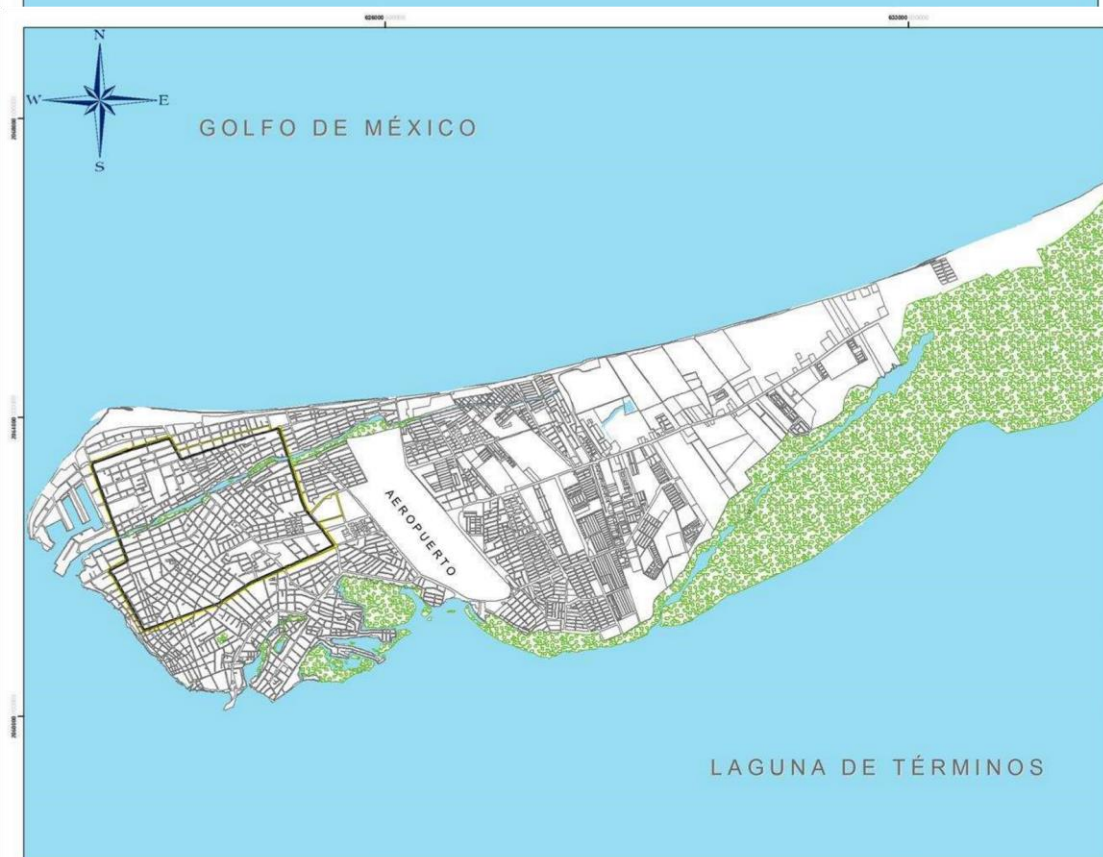 N
W E
S
GOLFO DE MÉXICO
AEROPUERTO
LAGUNA DE TÉRMINOS